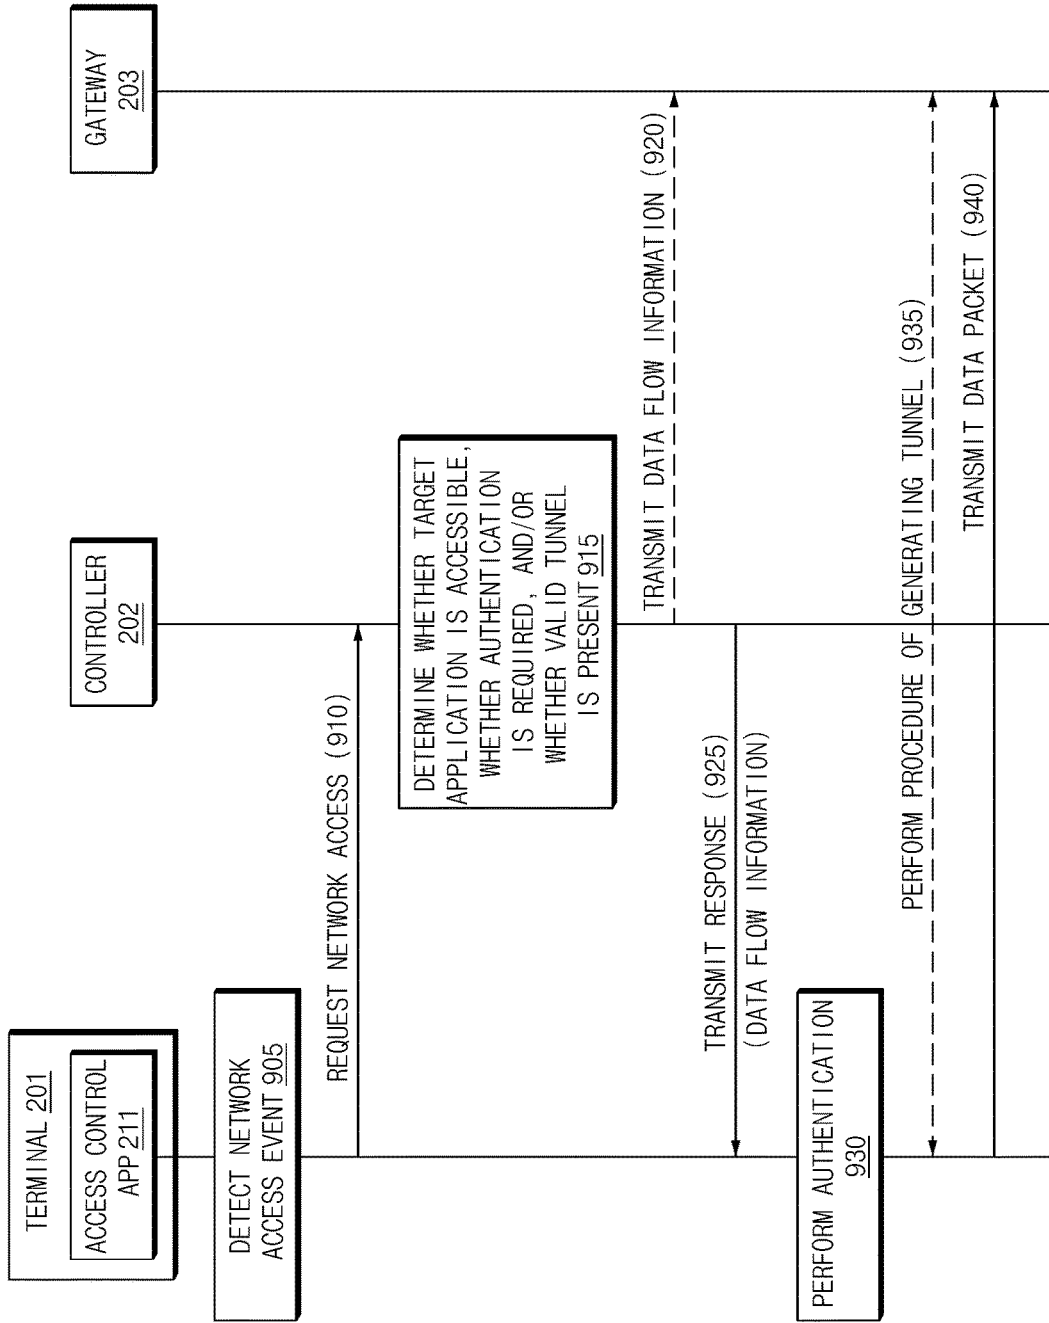 TERMINAL 201
ACCESS CONTROL
APP 211
CONTROLLER
202
GATEWAY
203
DETECT NETWORK
ACCESS EVENT 905
REQUEST NETWORK ACCESS (910)
DETERMINE WHETHER TARGET
APPLICATION IS ACCESSIBLE,
WHETHER AUTHENTICATION
IS REQUIRED, AND/OR
WHETHER VALID TUNNEL
IS PRESENT 915
TRANSMIT DATA FLOW INFORMATION (920)
TRANSMIT RESPONSE (925)
(DATA FLOW INFORMATION)
PERFORM AUTHENTICATION
930
PERFORM PROCEDURE OF GENERATING TUNNEL (935)
TRANSMIT DATA PACKET (940)